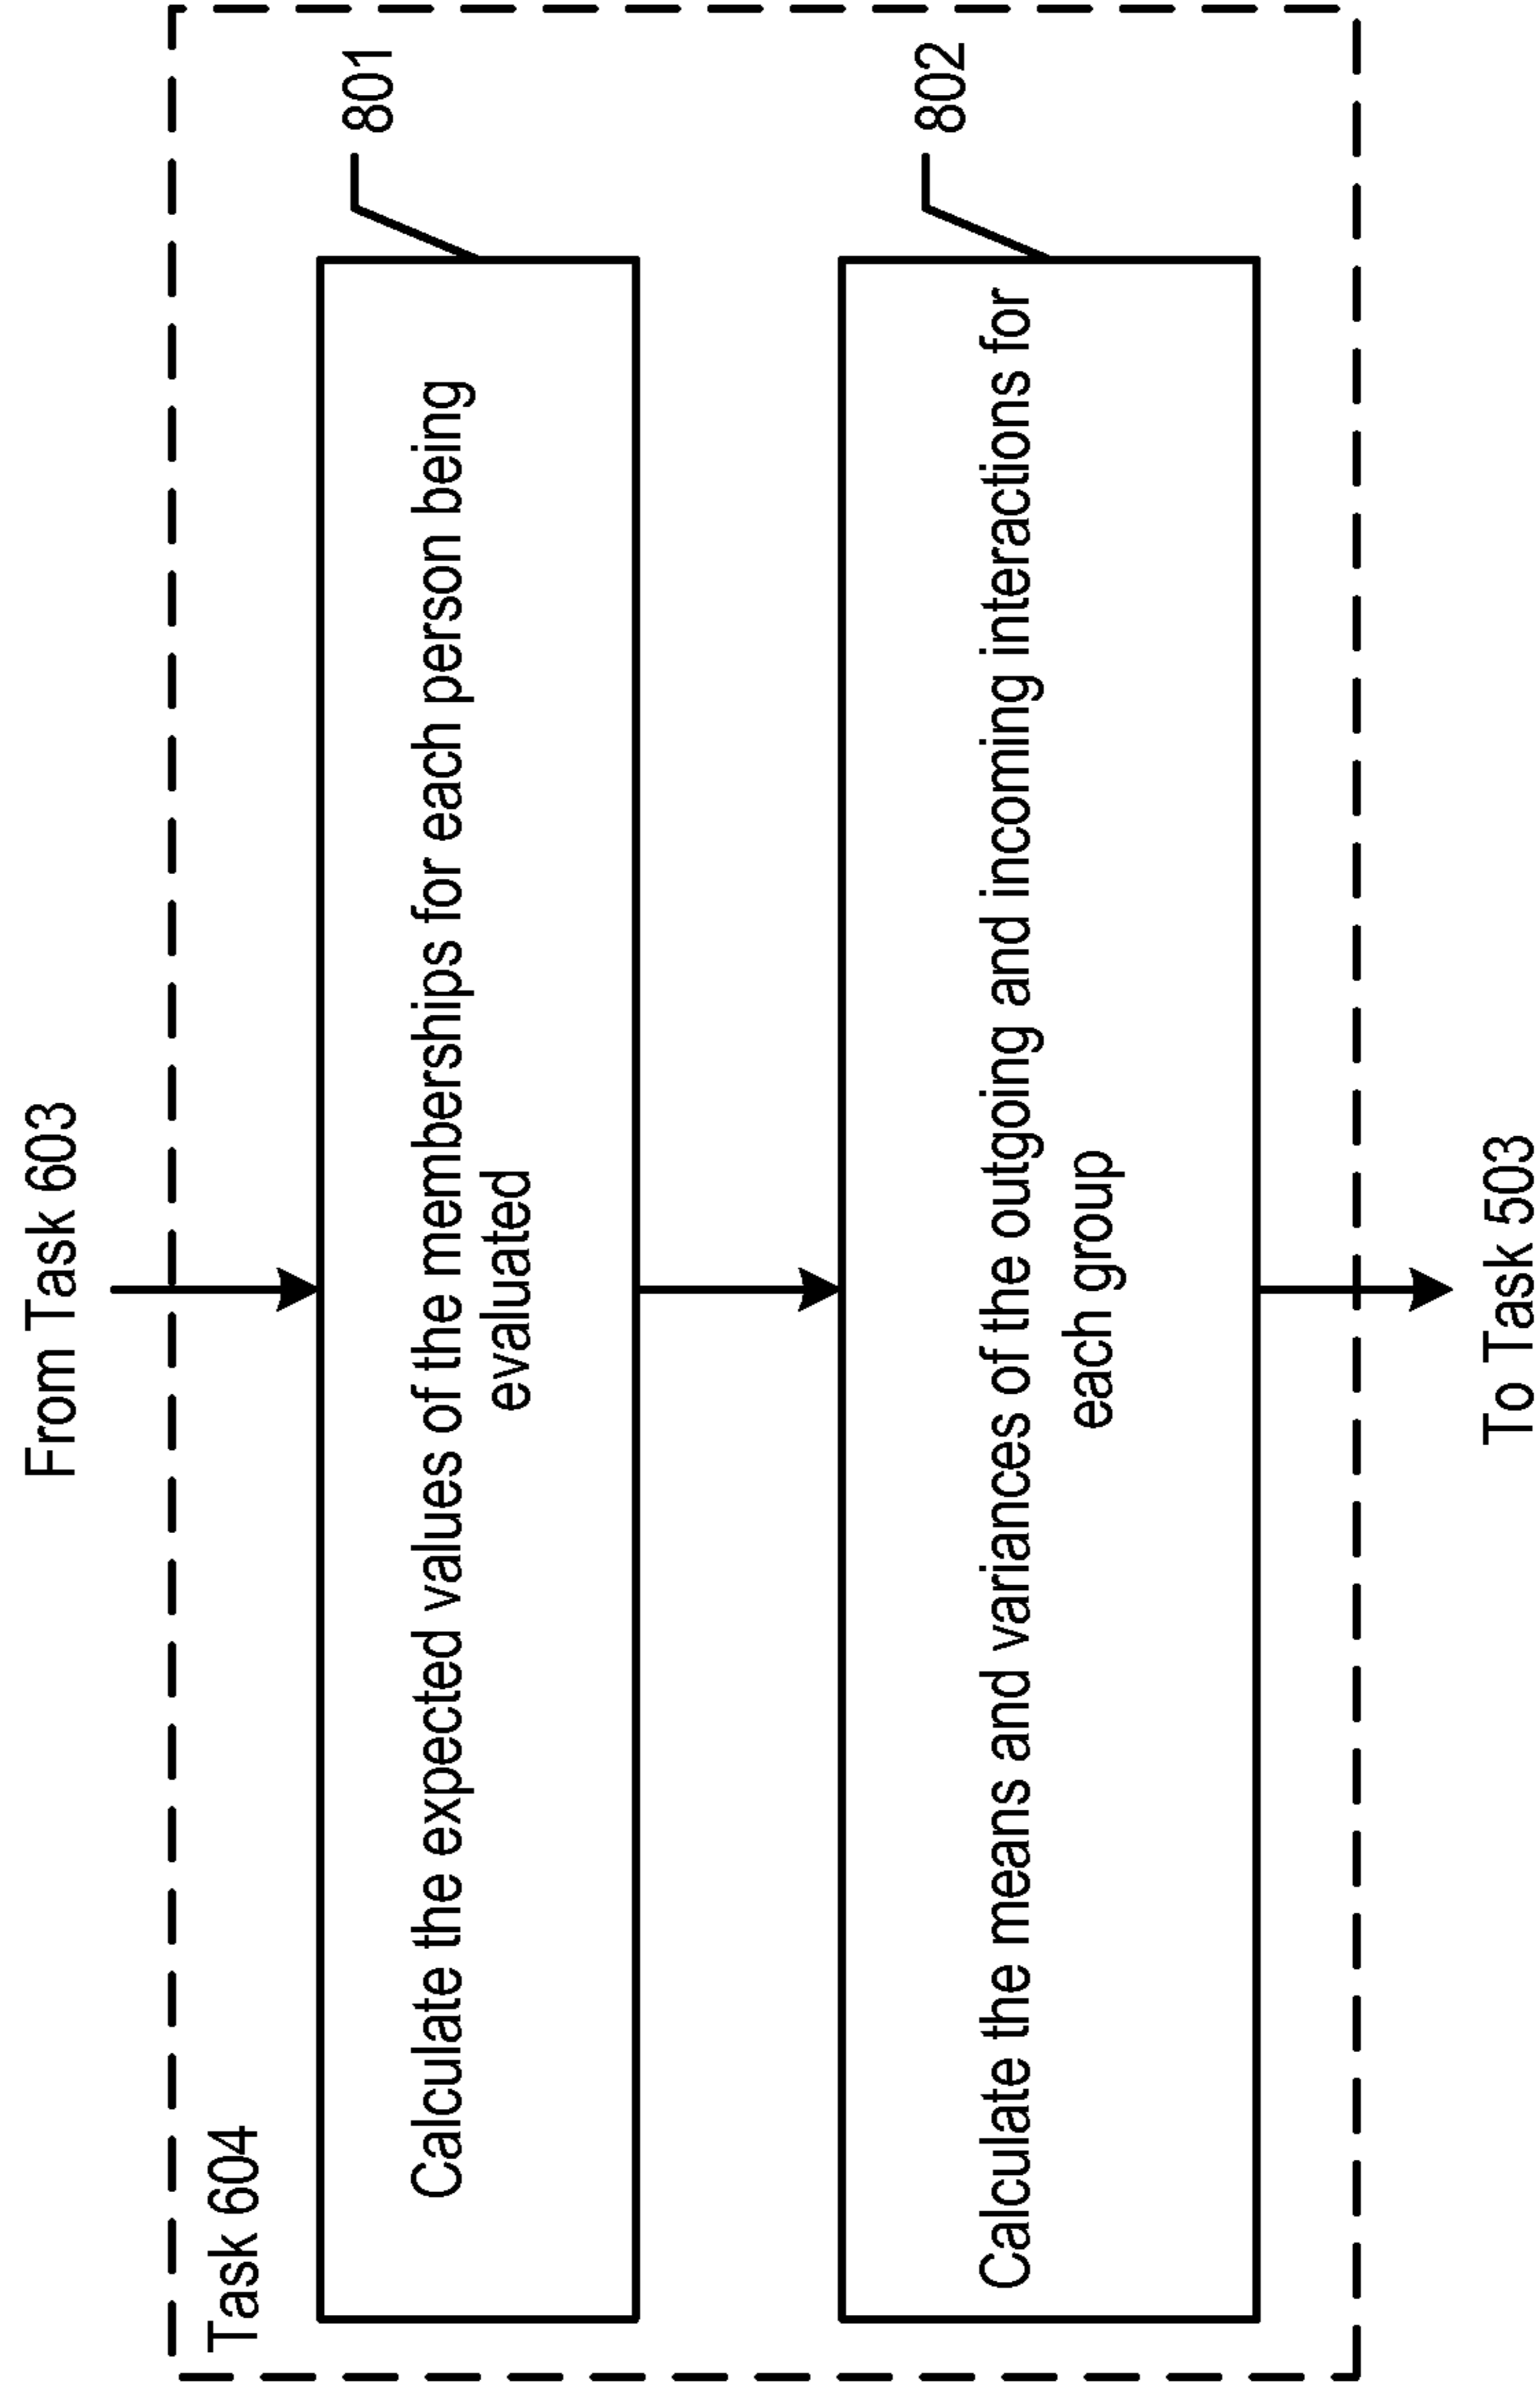 From Task 603
Task 604
801
Calculate the expected values of the memberships for each person being
evaluated
802
Calculate the means and variances of the outgoing and incoming interactions for
each group
To Task 503